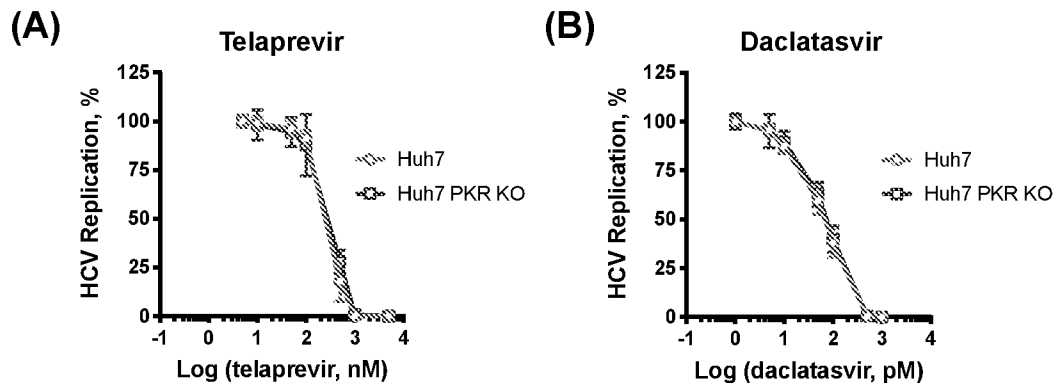 (A)
Telaprevir
HCV Replication, %
125
100
75
50
25
0
-1 0 1 2 3 4
Log (telaprevir, nM)
Huh7
Huh7 PKR KO
(B)
Daclatasvir
HCV Replication, %
125
100
75
50
25
0
-1 0 1 2 3 4
Log (daclatasvir, pM)
Huh7
Huh7 PKR KO